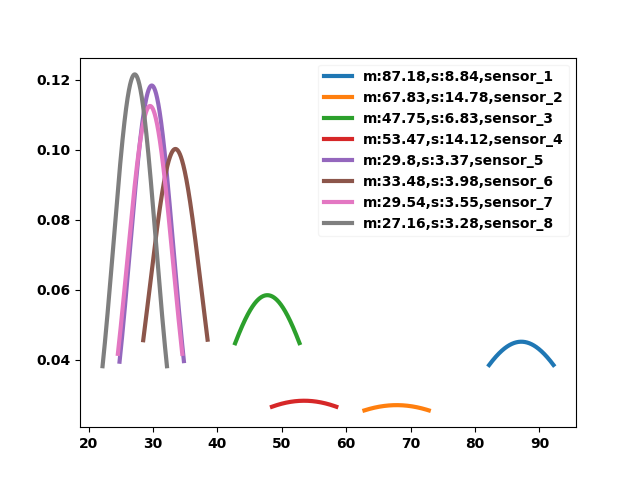 m:87.18,s:8.84,sensor_1
m:67.83,s:14.78,sensor_2
m:47.75,s:6.83,sensor_3
m:53.47,s:14.12,sensor_4
m:29.8,s:3.37,sensor_5
m:33.48,s:3.98,sensor_6
m:29.54,s:3.55,sensor_7
m:27.16,s:3.28,sensor_8
0.12
0.10
0.08
0.06
0.04
20 30 40 50 60 70 80 90